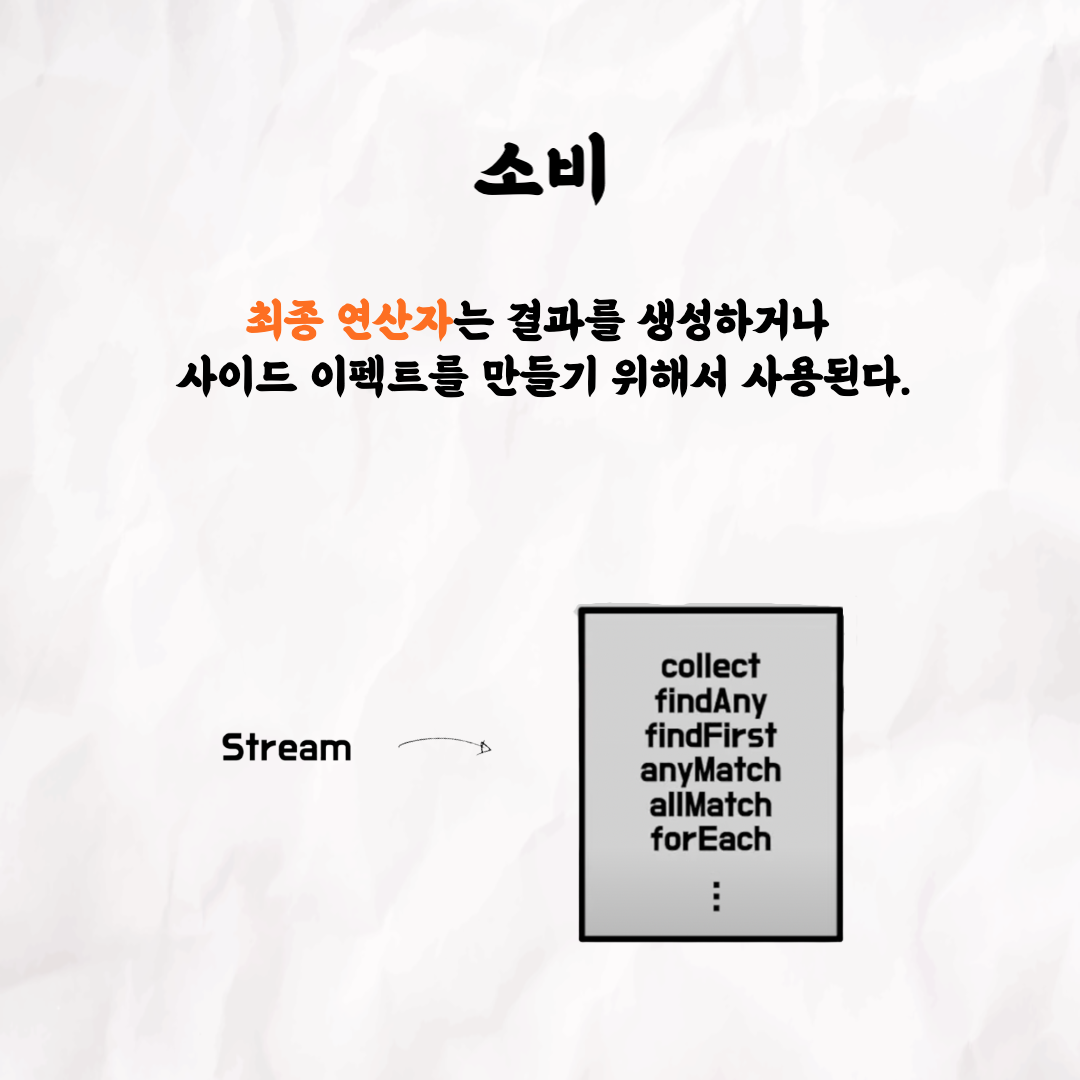 소비
최종 연산자는 결과를 생성하거나
사이드 이펙트를 만들기 위해서 사용된다.
Stream
collect
findAny
findFirst
anyMatch
allMatch
forEach
⋮